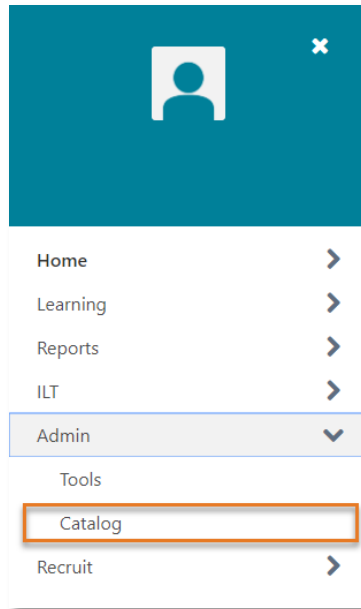 Home
Learning
Reports
ILT
Admin
Tools
Catalog
Recruit